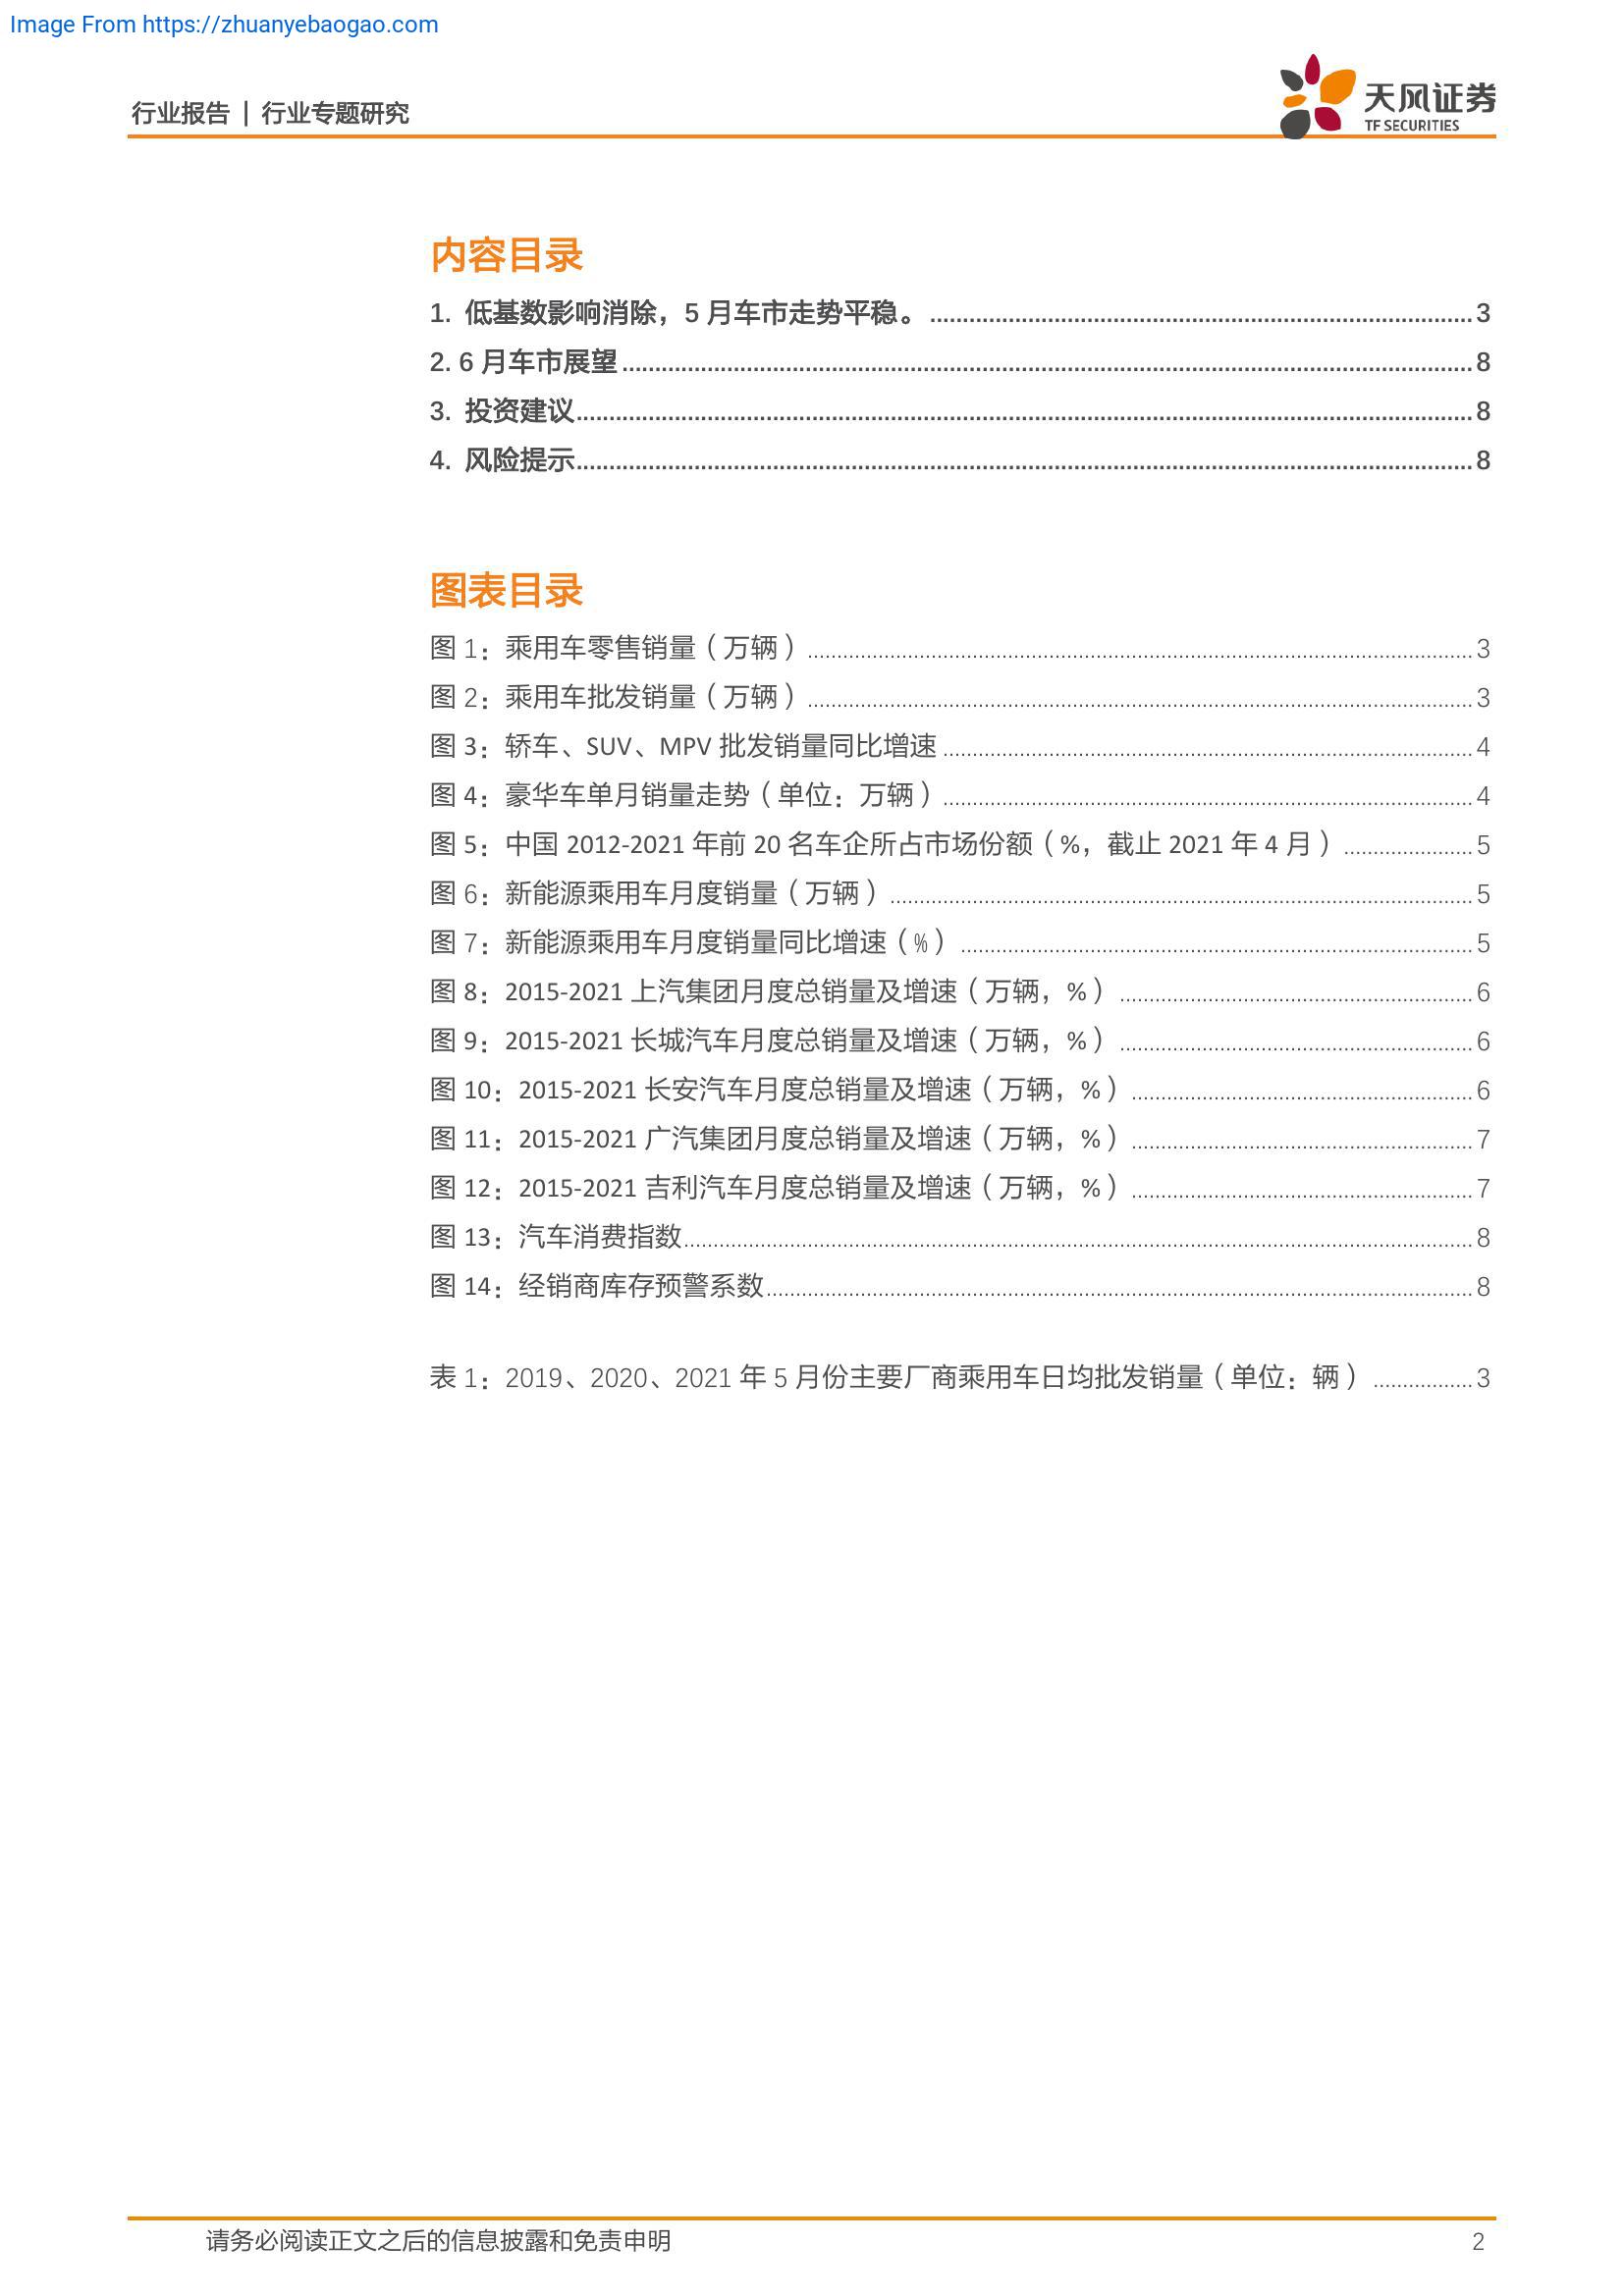 Image From https://zhuanyebaogao.com
行业报告 | 行业专题研究
天风证券
TF SECURITIES
内容目录
1. 低基数影响消除，5 月车市走势平稳。 ........ 3
2. 6 月车市展望 ........ 8
3. 投资建议 ........ 8
4. 风险提示 ........ 8
图表目录
图 1：乘用车零售销量（万辆） ........ 3
图 2：乘用车批发销量（万辆） ........ 3
图 3：轿车、SUV、MPV 批发销量同比增速 ........ 4
图 4：豪华车单月销量走势（单位：万辆） ........ 4
图 5：中国 2012-2021 年前 20 名车企所占市场份额（%，截止 2021 年 4 月） ........ 5
图 6：新能源乘用车月度销量（万辆） ........ 5
图 7：新能源乘用车月度销量同比增速（%） ........ 5
图 8：2015-2021 上汽集团月度总销量及增速（万辆，%） ........ 6
图 9：2015-2021 长城汽车月度总销量及增速（万辆，%） ........ 6
图 10：2015-2021 长安汽车月度总销量及增速（万辆，%） ........ 6
图 11：2015-2021 广汽集团月度总销量及增速（万辆，%） ........ 7
图 12：2015-2021 吉利汽车月度总销量及增速（万辆，%） ........ 7
图 13：汽车消费指数 ........ 8
图 14：经销商库存预警系数 ........ 8
表 1：2019、2020、2021 年 5 月份主要厂商乘用车日均批发销量（单位：辆） ........ 3
请务必阅读正文之后的信息披露和免责申明 2